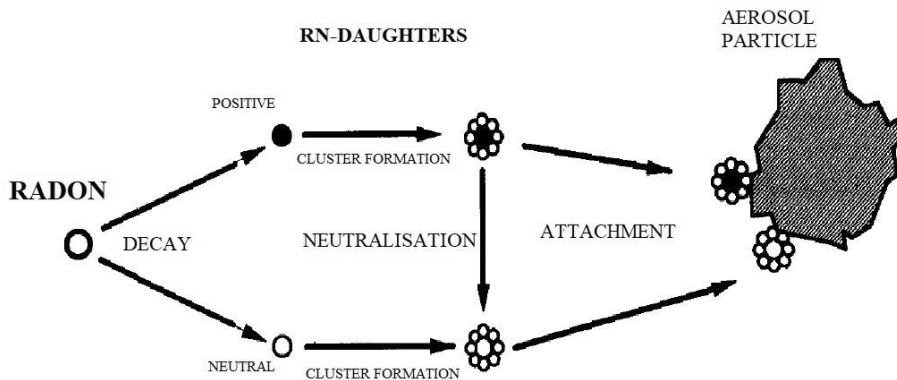 AEROSOL
PARTICLE
RN-DAUGHTERS
POSITIVE
CLUSTER FORMATION
RADON
DECAY
NEUTRALISATION
ATTACHMENT
NEUTRAL
CLUSTER FORMATION